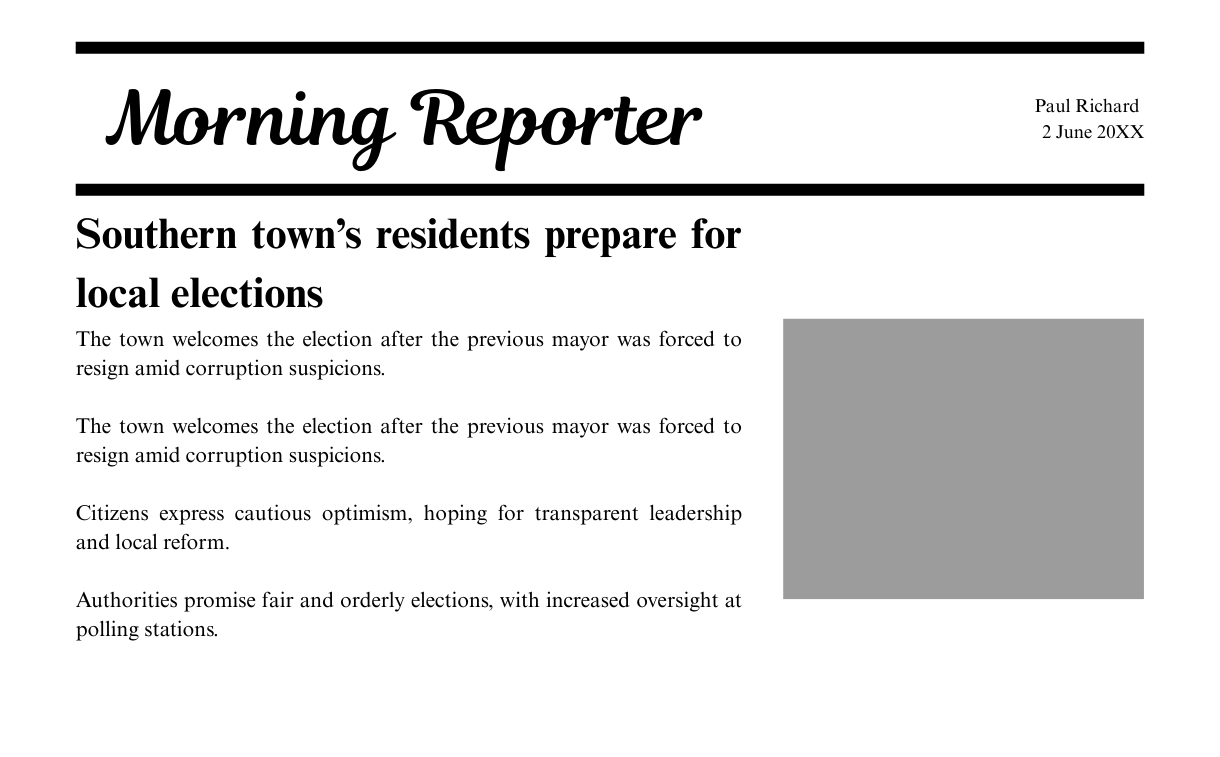 Morning Reporter
Paul Richard
2 June 20XX
Southern town’s residents prepare for
local elections
The town welcomes the election after the previous mayor was forced to
resign amid corruption suspicions.
The town welcomes the election after the previous mayor was forced to
resign amid corruption suspicions.
Citizens express cautious optimism, hoping for transparent leadership
and local reform.
Authorities promise fair and orderly elections, with increased oversight at
polling stations.